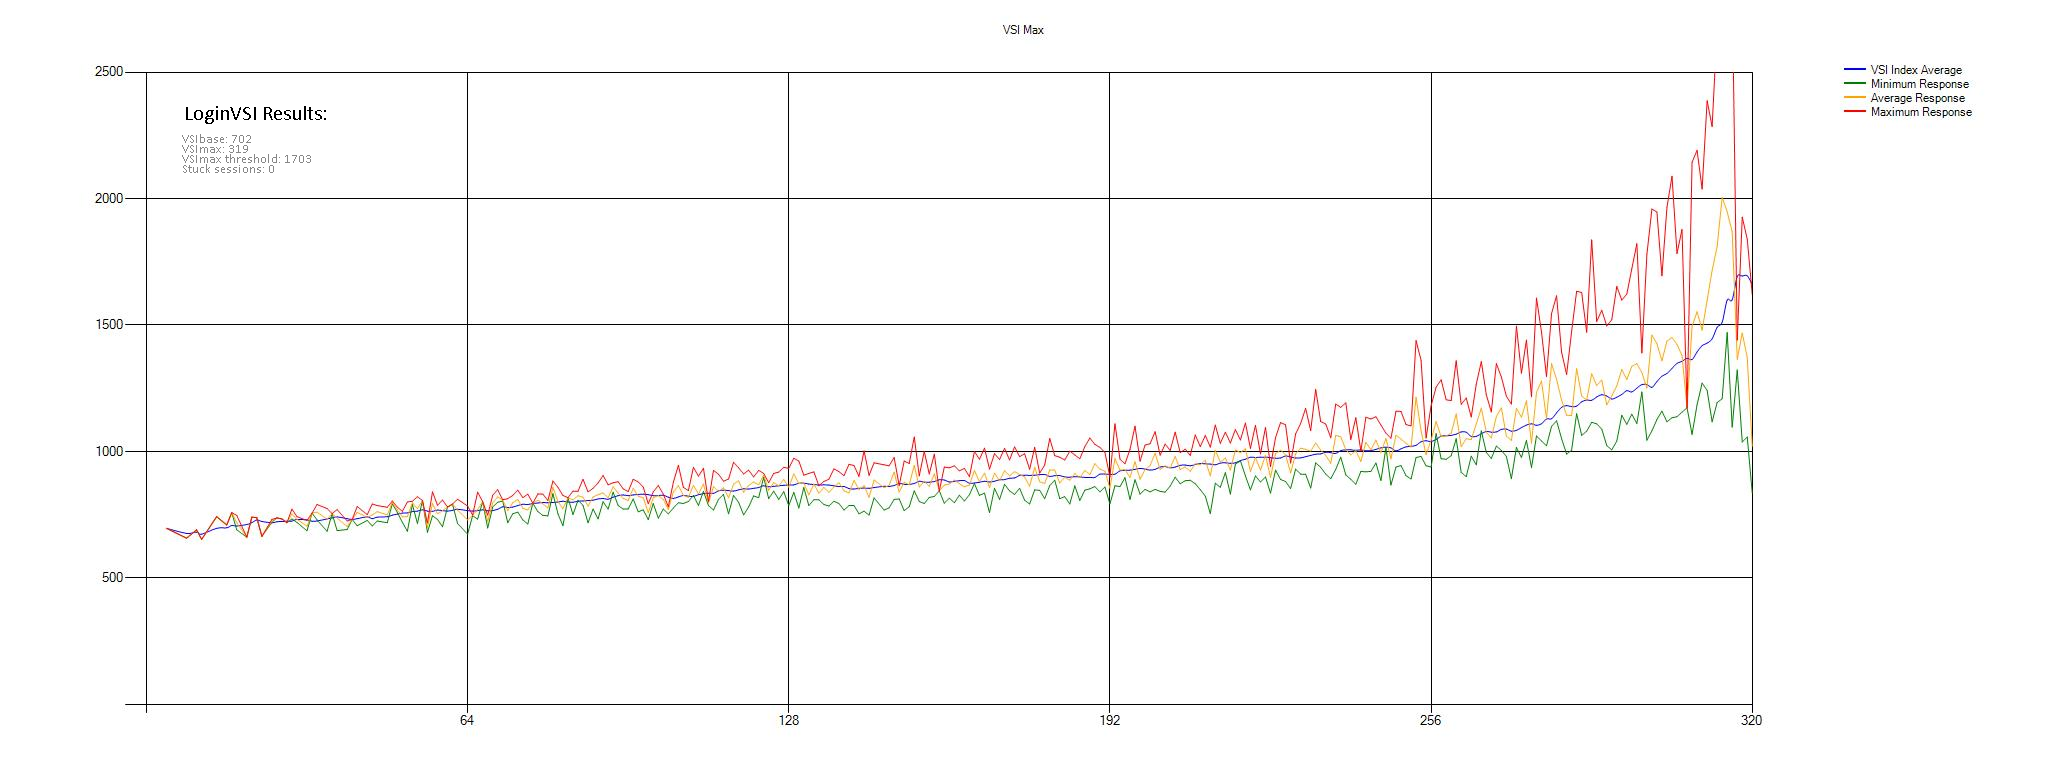 VSI Max
2500
2000
1500
1000
500
LoginVSI Results:
VSIbase: 702
VSImax: 319
VSImax threshold: 1703
Stuck sessions: 0
VSI Index Average
Minimum Response
Average Response
Maximum Response
64
128
192
256
320